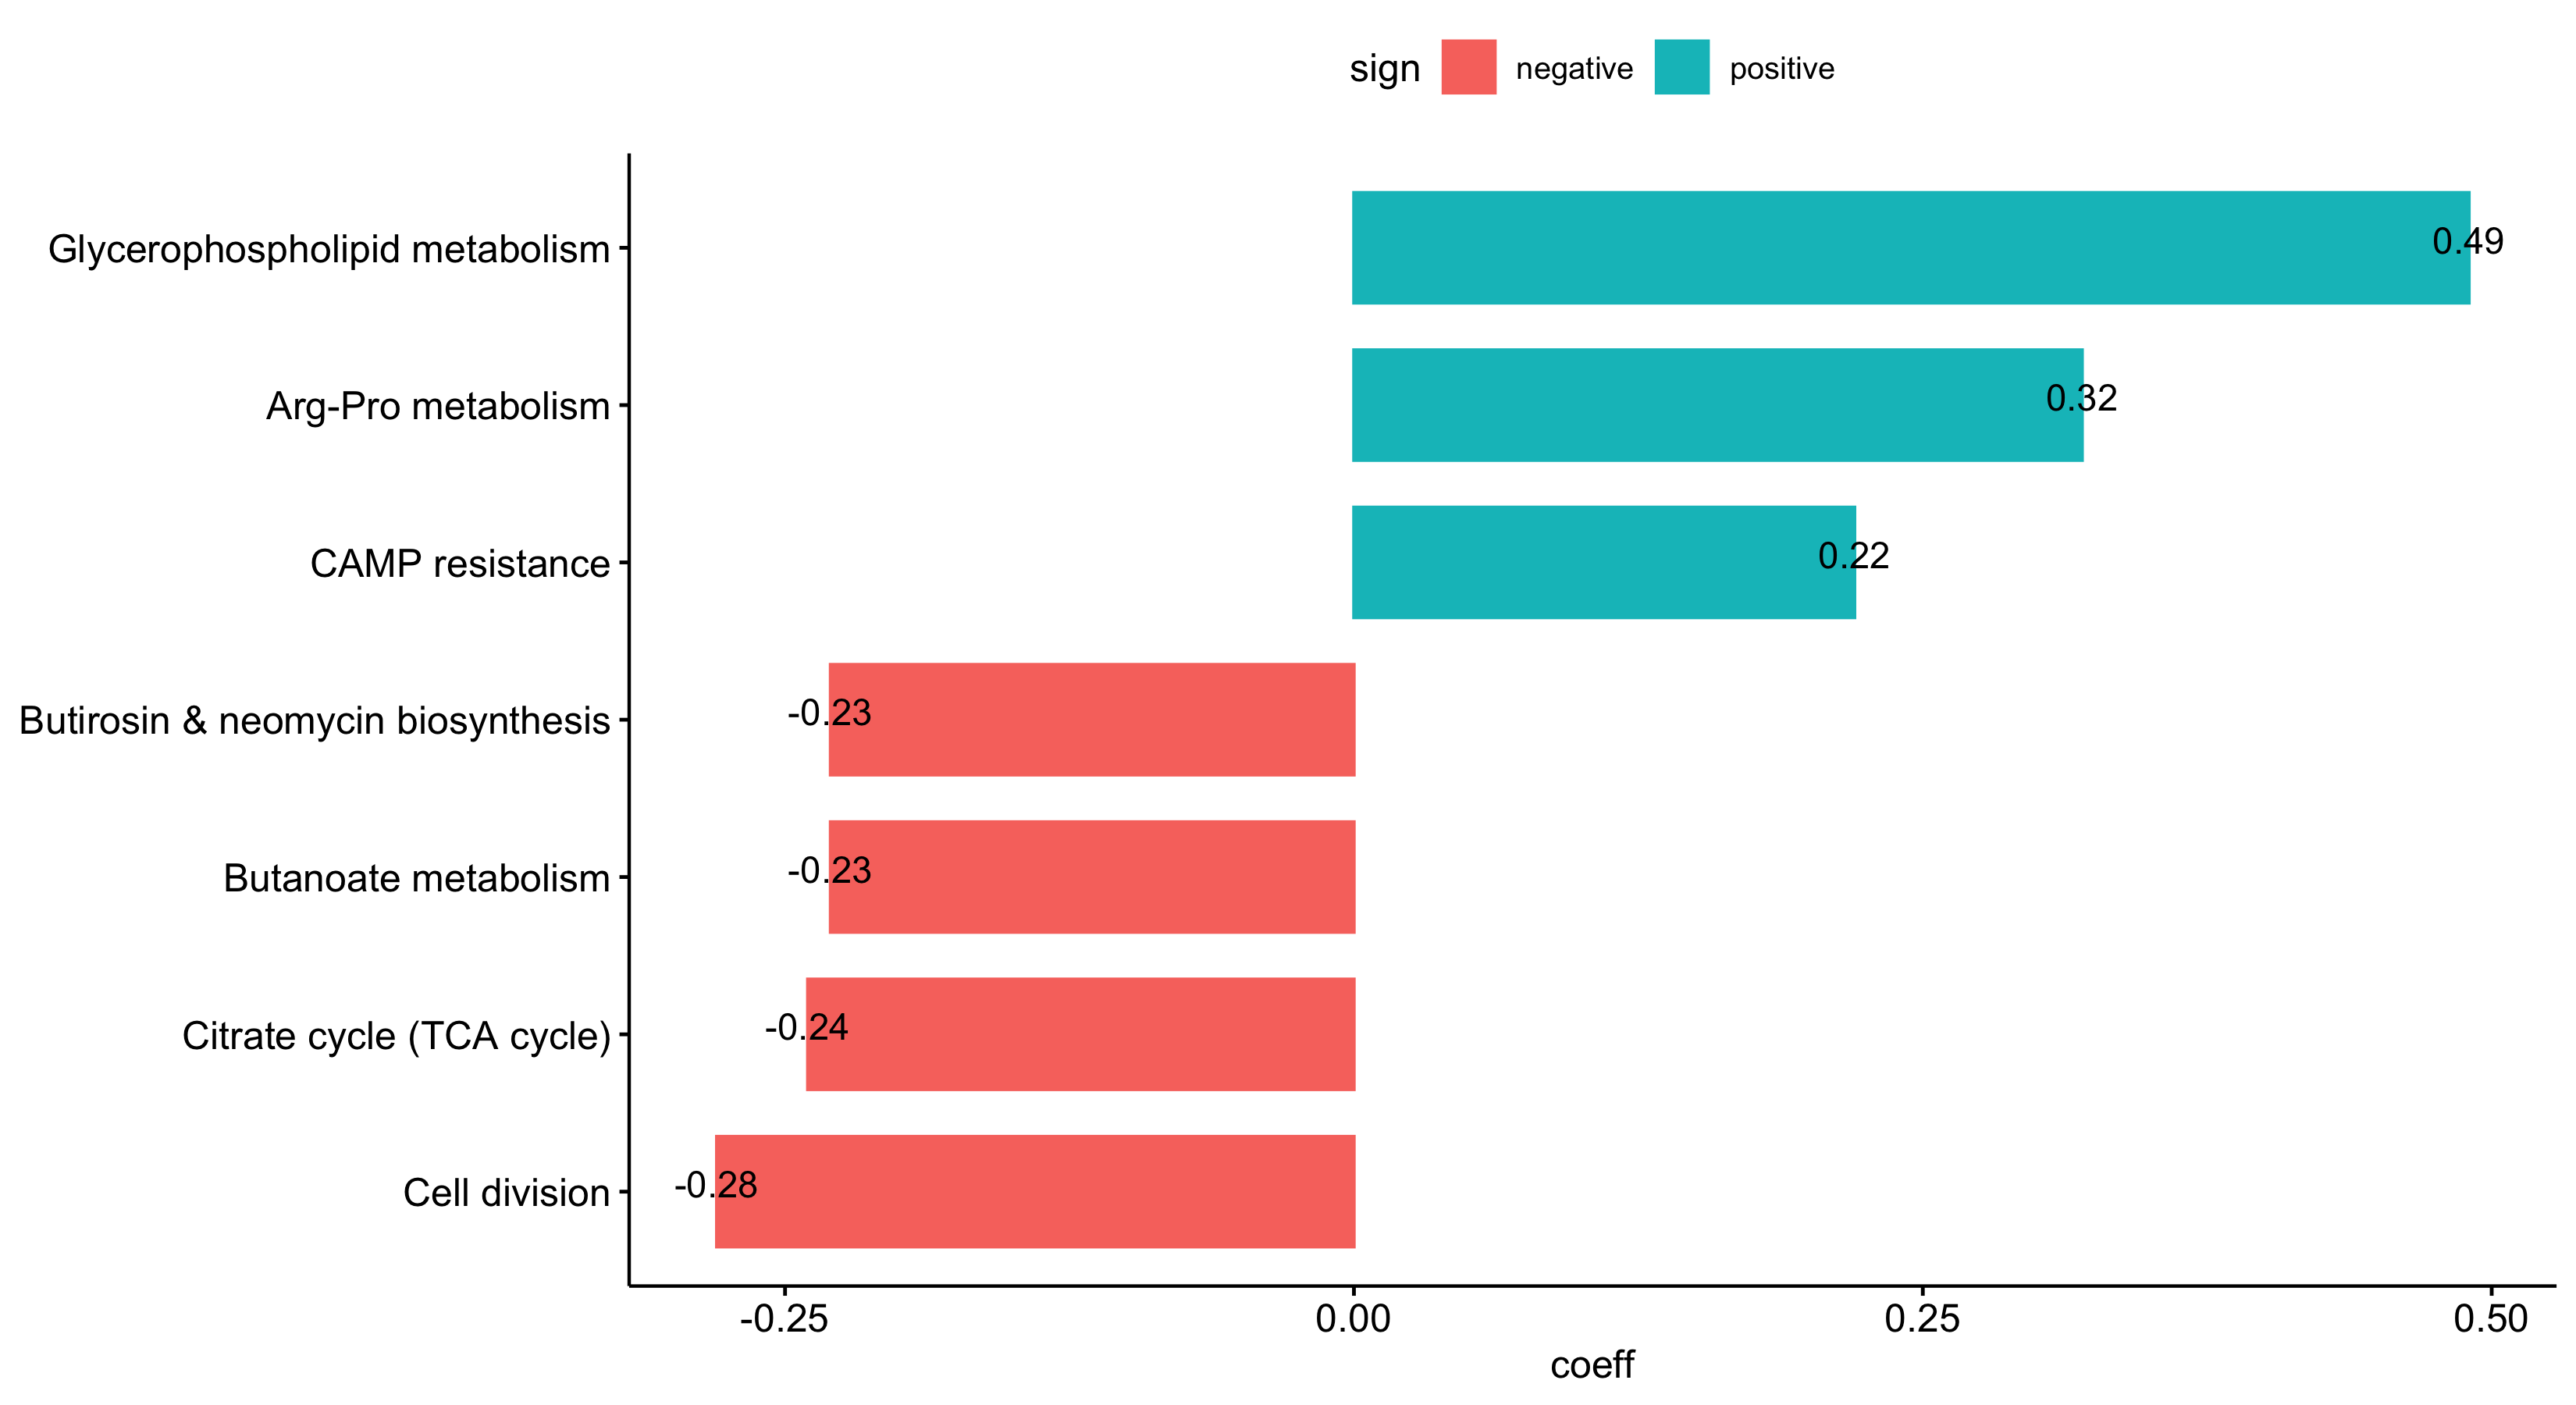 sign negative positive
Glycerophospholipid metabolism 0.49
Arg-Pro metabolism 0.32
CAMP resistance 0.22
Butirosin & neomycin biosynthesis -0.23
Butanoate metabolism -0.23
Citrate cycle (TCA cycle) -0.24
Cell division -0.28
-0.25 0.00 0.25 0.50
coeff